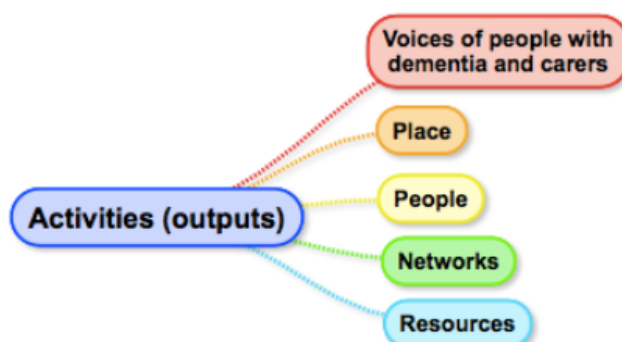 Voices of people with
dementia and carers
Place
People
Activities (outputs)
Networks
Resources